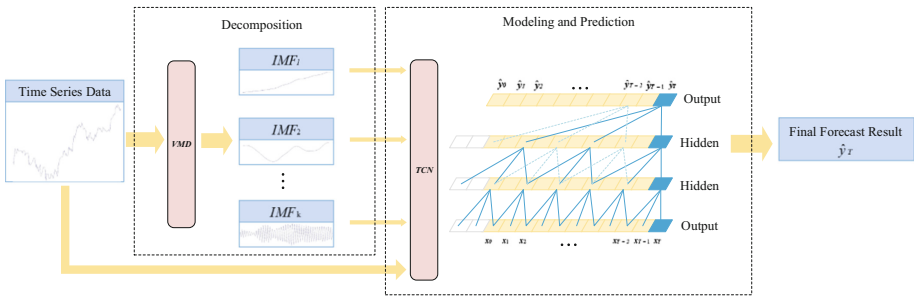 Decomposition
Modeling and Prediction
Time Series Data
VMD
IMF1
IMF2
⋮
IMFk
TCN
ŷ0 ŷ1 ŷ2 ... ŷT-2 ŷT-1 ŷT
Output
Hidden
Hidden
Output
x0 x1 x2 ... xT-2 xT-1 xT
Final Forecast Result
ŷT